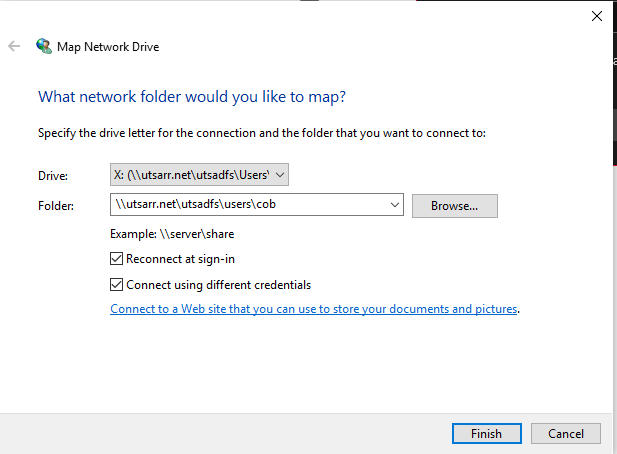 Map Network Drive
What network folder would you like to map?
Specify the drive letter for the connection and the folder that you want to connect to:
Drive: X: (\\utsarr.net\utsadfs\Users\
Folder: \\utsarr.net\utsadfs\users\cob Browse...
Example: \\server\share
Reconnect at sign-in
Connect using different credentials
Connect to a Web site that you can use to store your documents and pictures.
Finish Cancel